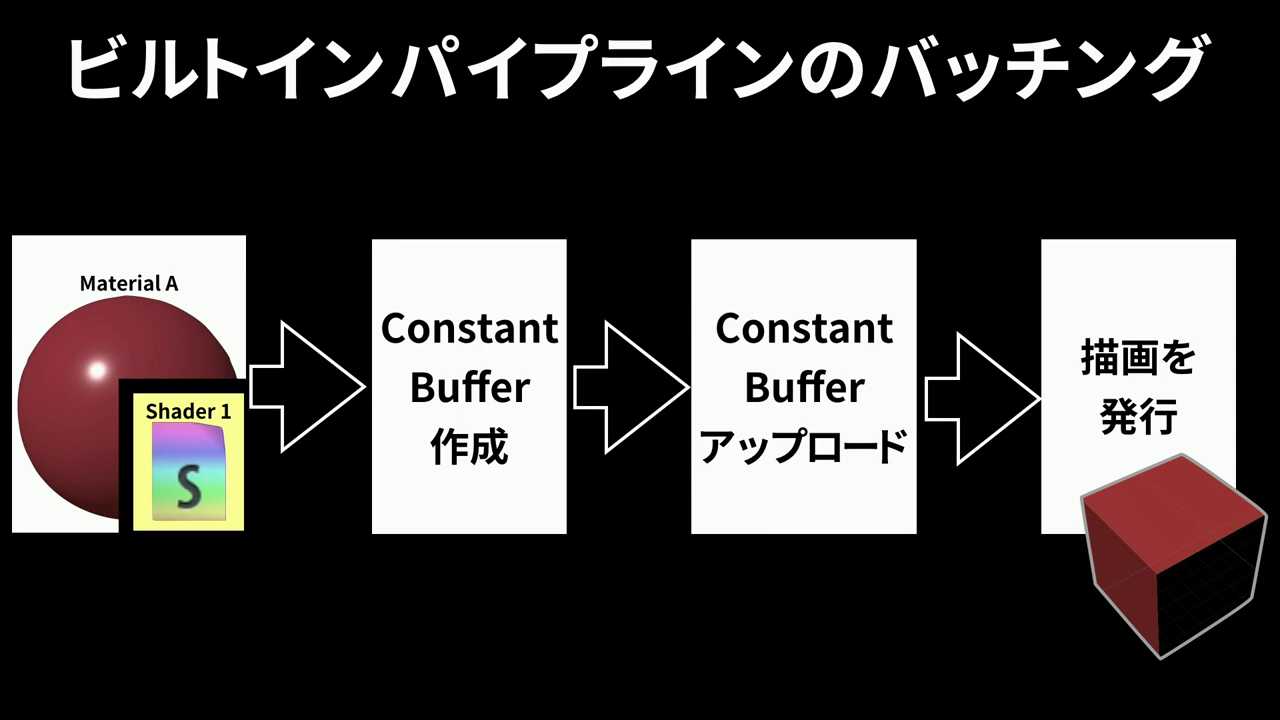 ビルトインパイプラインのバッチング
Material A
Shader 1
S
Constant
Buffer
作成
Constant
Buffer
アップロード
描画を
発行